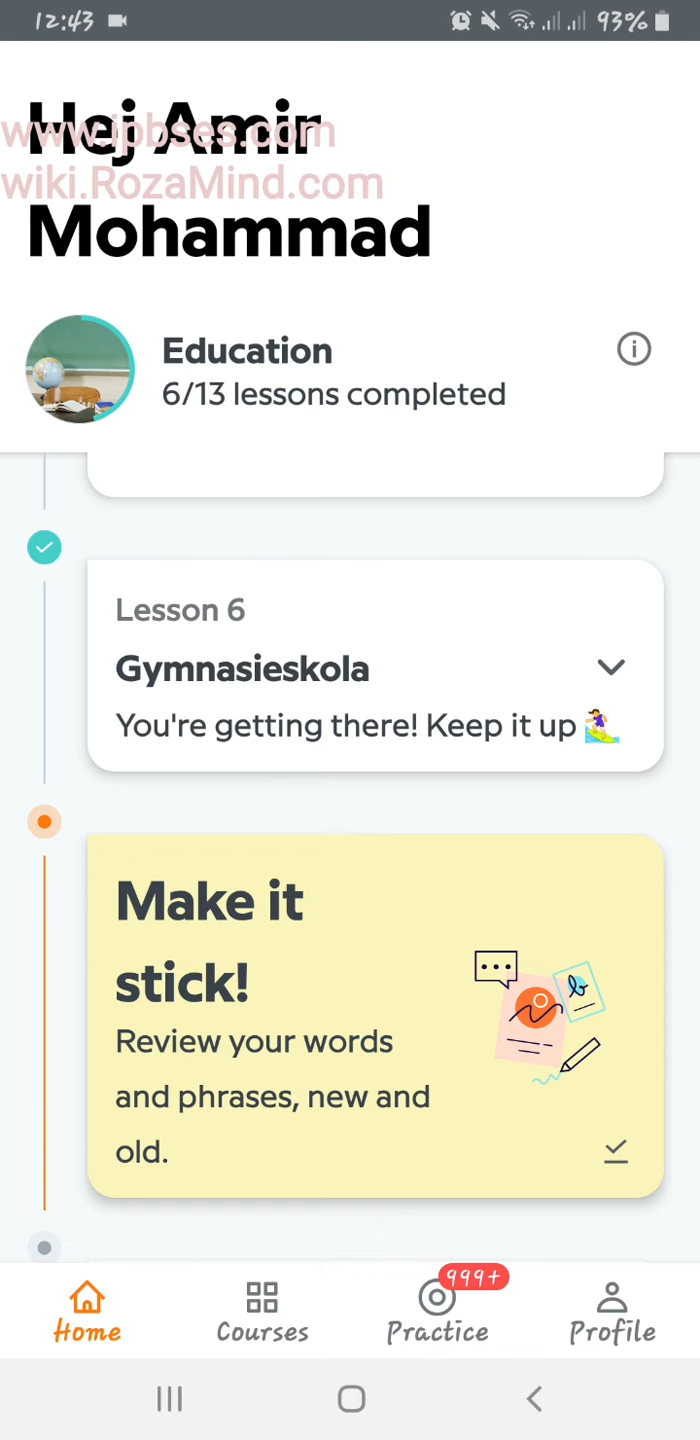 12:43
93%
Hej Amir
www.ipbses.com
wiki.RozaMind.com
Mohammad
Education
6/13 lessons completed
Lesson 6
Gymnasieskola
You're getting there! Keep it up
Make it
stick!
Review your words
and phrases, new and
old.
999+
Home Courses Practice Profile